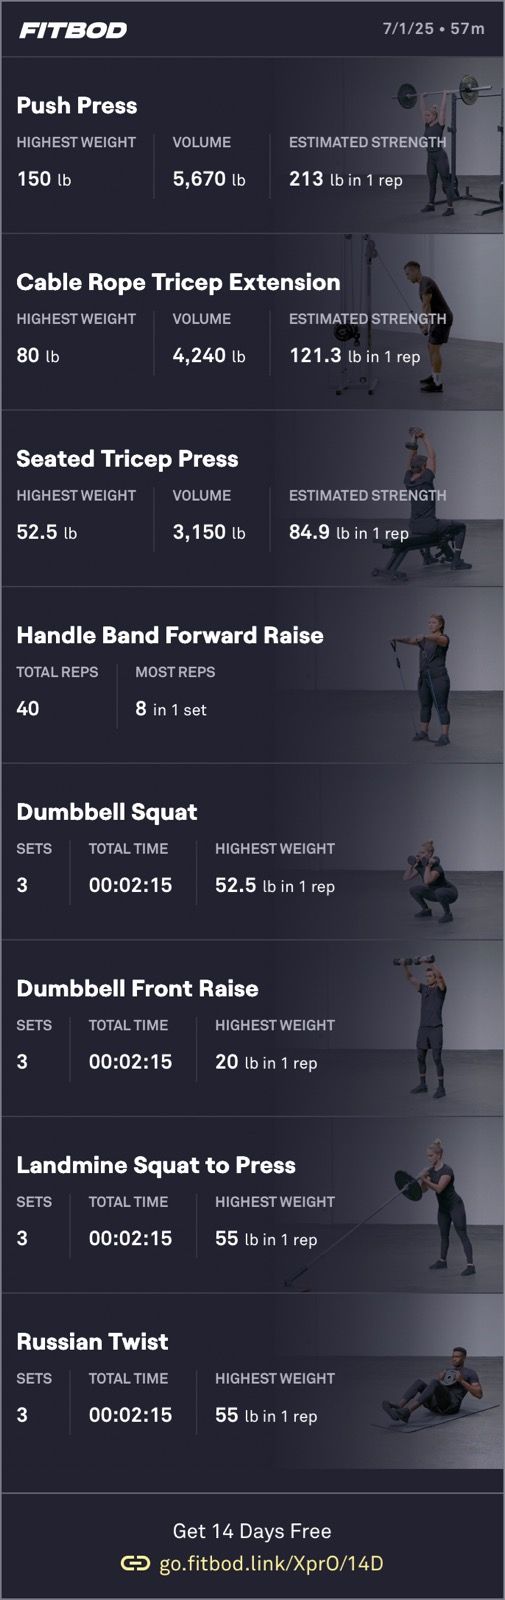 FITBOD
7/1/25 • 57m
Push Press
HIGHEST WEIGHT VOLUME ESTIMATED STRENGTH
150 lb 5,670 lb 213 lb in 1 rep
Cable Rope Tricep Extension
HIGHEST WEIGHT VOLUME ESTIMATED STRENGTH
80 lb 4,240 lb 121.3 lb in 1 rep
Seated Tricep Press
HIGHEST WEIGHT VOLUME ESTIMATED STRENGTH
52.5 lb 3,150 lb 84.9 lb in 1 rep
Handle Band Forward Raise
TOTAL REPS MOST REPS
40 8 in 1 set
Dumbbell Squat
SETS TOTAL TIME HIGHEST WEIGHT
3 00:02:15 52.5 lb in 1 rep
Dumbbell Front Raise
SETS TOTAL TIME HIGHEST WEIGHT
3 00:02:15 20 lb in 1 rep
Landmine Squat to Press
SETS TOTAL TIME HIGHEST WEIGHT
3 00:02:15 55 lb in 1 rep
Russian Twist
SETS TOTAL TIME HIGHEST WEIGHT
3 00:02:15 55 lb in 1 rep
Get 14 Days Free
go.fitbod.link/XprO/14D